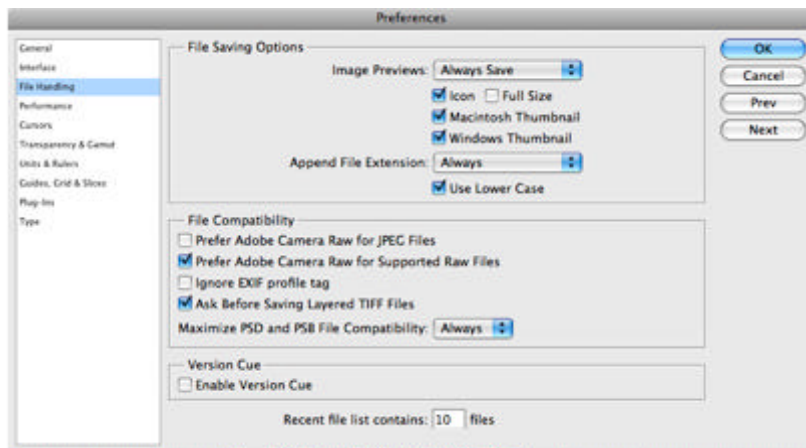 Preferences
General
Interface
File Handling
Performance
Cursors
Transparency & Gamut
Units & Rulers
Guides, Grid & Slices
Plug-Ins
Type
File Saving Options
Image Previews: Always Save
Icon Full Size
Macintosh Thumbnail
Windows Thumbnail
Append File Extension: Always
Use Lower Case
File Compatibility
Prefer Adobe Camera Raw for JPEG Files
Prefer Adobe Camera Raw for Supported Raw Files
Ignore EXIF profile tag
Ask Before Saving Layered TIFF Files
Maximize PSD and PSB File Compatibility: Always
Version Cue
Enable Version Cue
Recent file list contains: 10 files
OK
Cancel
Prev
Next